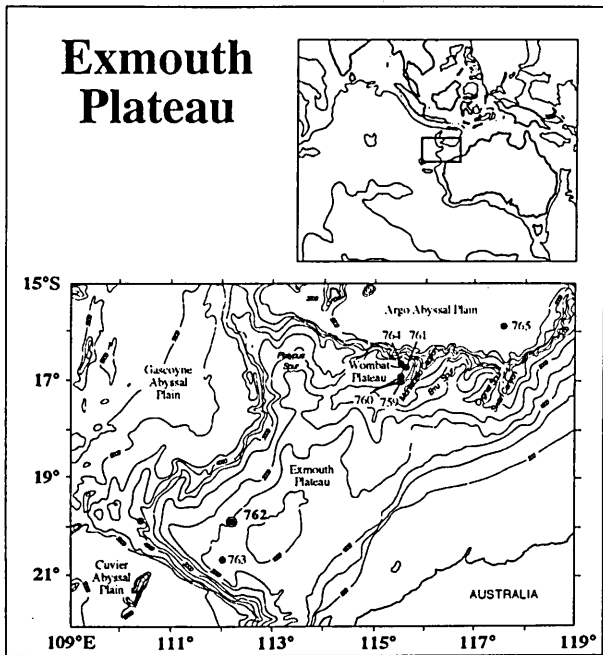 Exmouth
Plateau
15°S
17°
19°
21°
109°E
111°
113°
115°
117°
119°
Argo Abyssal Plain
765
764
761
Gascoyne
Abyssal
Plain
Wombat
Plateau
760
759
Exmouth
Plateau
762
763
Cuvier
Abyssal
Plain
AUSTRALIA